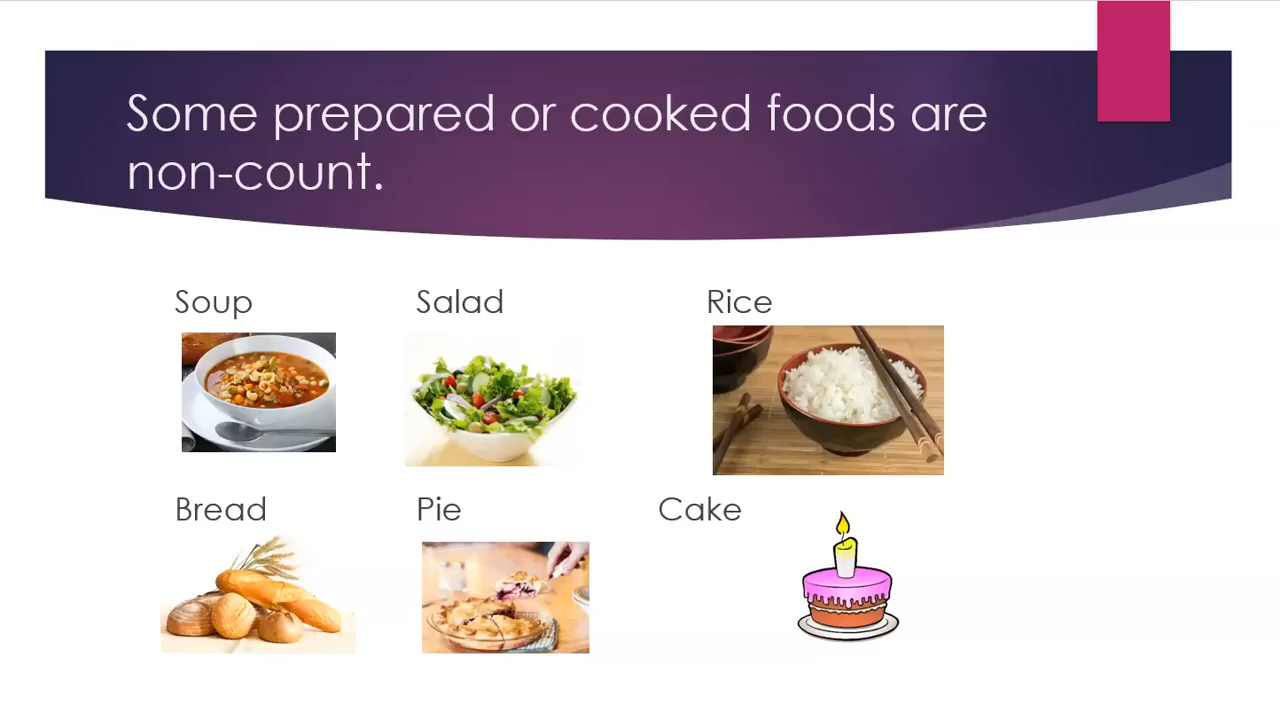 Some prepared or cooked foods are
non-count.
Soup
Salad
Rice
Bread
Pie
Cake